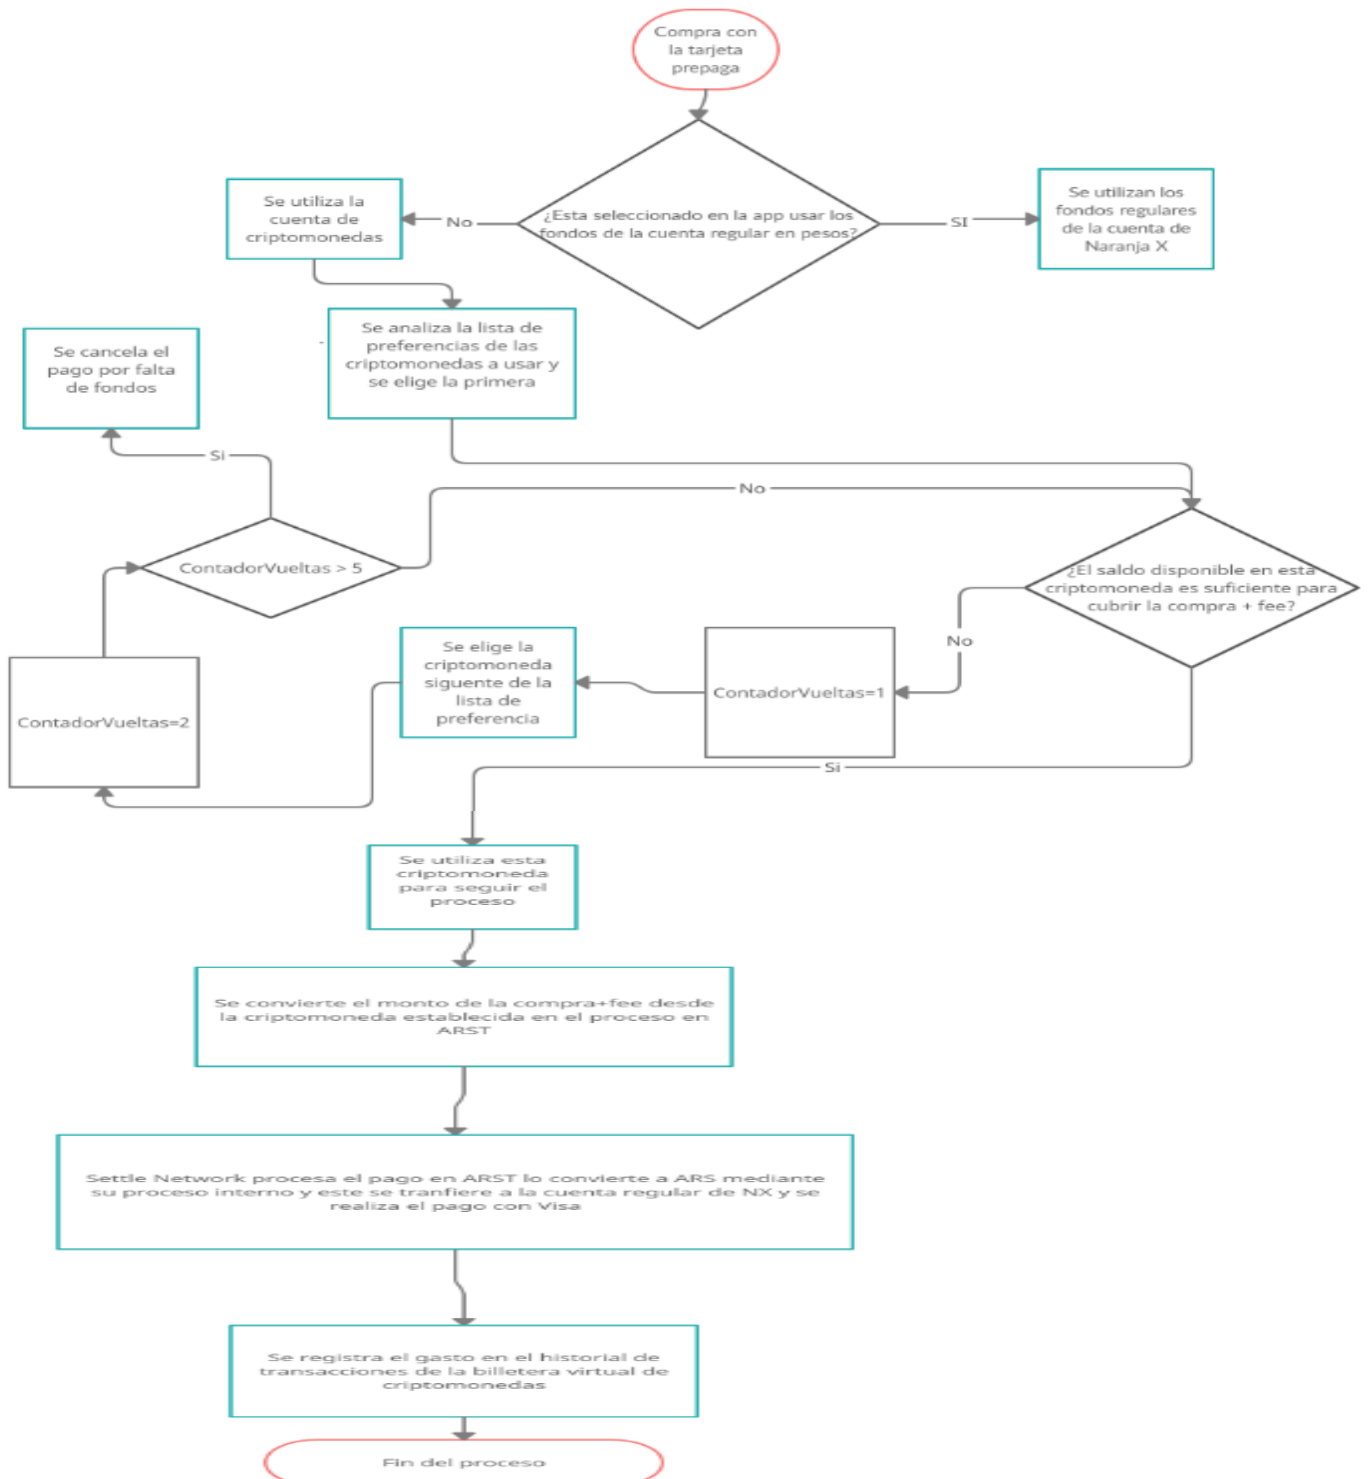 Compra con
la tarjeta
prepaga
¿Esta seleccionado en la app usar los
fondos de la cuenta regular en pesos?
No
SI
Se utiliza la
cuenta de
criptomonedas
Se utilizan los
fondos regulares
de la cuenta de
Naranja X
Se analiza la lista de
preferencias de las
criptomonedas a usar y
se elige la primera
Se cancela el
pago por falta
de fondos
Si
No
ContadorVueltas > 5
¿El saldo disponible en esta
criptomoneda es suficiente para
cubrir la compra + fee?
No
ContadorVueltas=1
Se elige la
criptomoneda
siguente de la
lista de
preferencia
ContadorVueltas=2
Si
Se utiliza esta
criptomoneda
para seguir el
proceso
Se convierte el monto de la compra+fee desde
la criptomoneda establecida en el proceso en
ARST
Settle Network procesa el pago en ARST lo convierte a ARS mediante
su proceso interno y este se tranfiere a la cuenta regular de NX y se
realiza el pago con Visa
Se registra el gasto en el historial de
transacciones de la billetera virtual de
criptomonedas
Fin del proceso